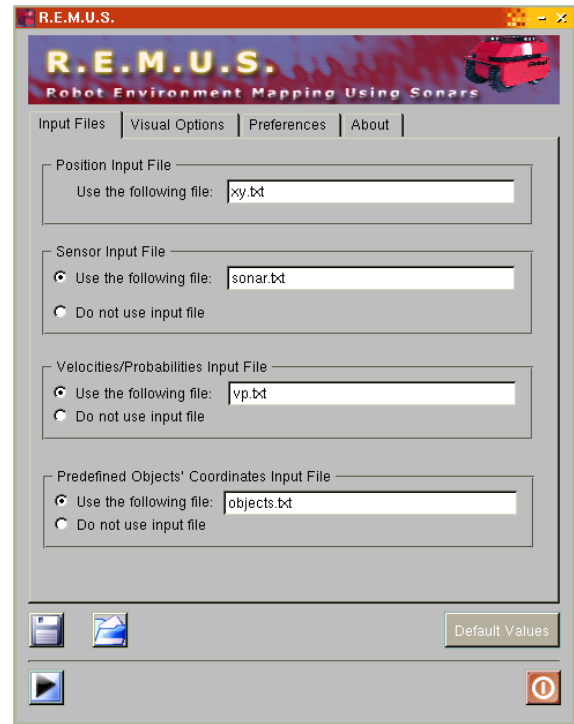 R.E.M.U.S.
R.E.M.U.S.
Robot Environment Mapping Using Sonars
iRobot
Input Files Visual Options Preferences About
Position Input File
Use the following file: xy.txt
Sensor Input File
Use the following file: sonar.txt
Do not use input file
Velocities/Probabilities Input File
Use the following file: vp.txt
Do not use input file
Predefined Objects' Coordinates Input File
Use the following file: objects.txt
Do not use input file
Default Values